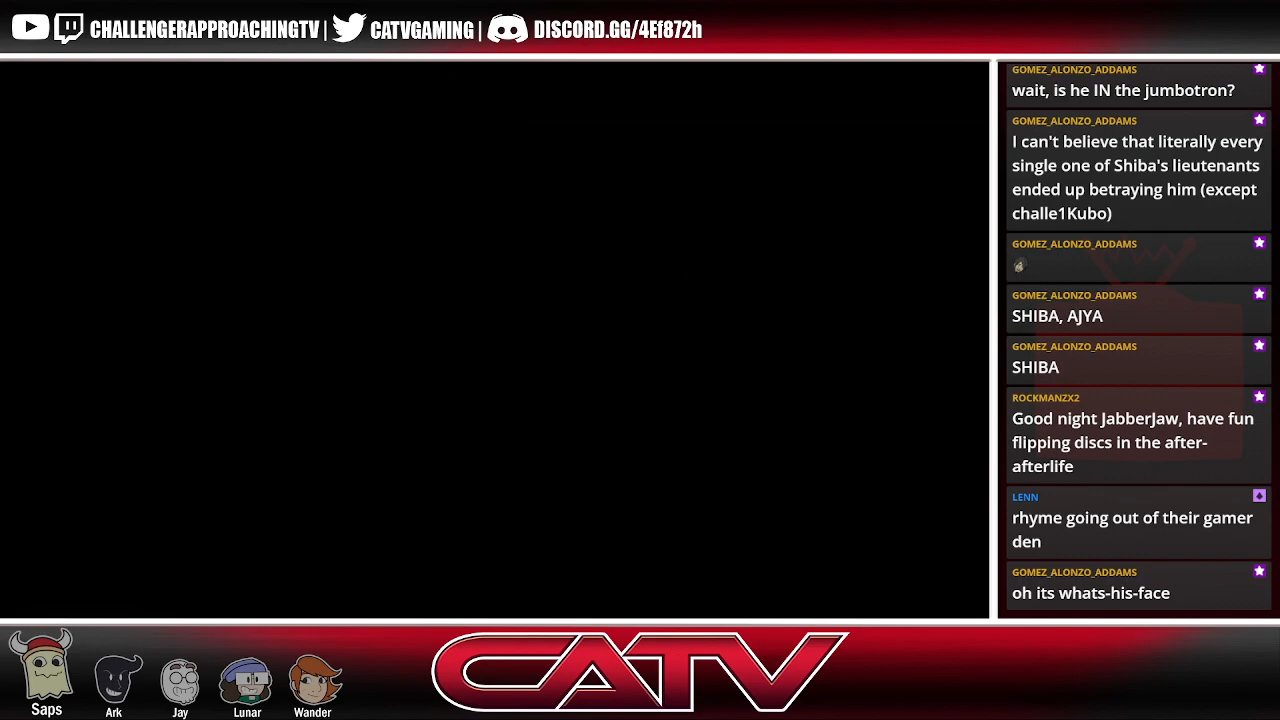 CHALLENGERAPPROACHINGTV | CATVGAMING | DISCORD.GG/4Ef872h
GOMEZ_ALONZO_ADDAMS
wait, is he IN the jumbotron?
GOMEZ_ALONZO_ADDAMS
I can't believe that literally every
single one of Shiba's lieutenants
ended up betraying him (except
challe1Kubo)
GOMEZ_ALONZO_ADDAMS
GOMEZ_ALONZO_ADDAMS
SHIBA, AJYA
GOMEZ_ALONZO_ADDAMS
SHIBA
ROCKMANZX2
Good night JabberJaw, have fun
flipping discs in the after-
afterlife
LENN
rhyme going out of their gamer
den
GOMEZ_ALONZO_ADDAMS
oh its whats-his-face
CATV
Saps
Ark
Jay
Lunar
Wander